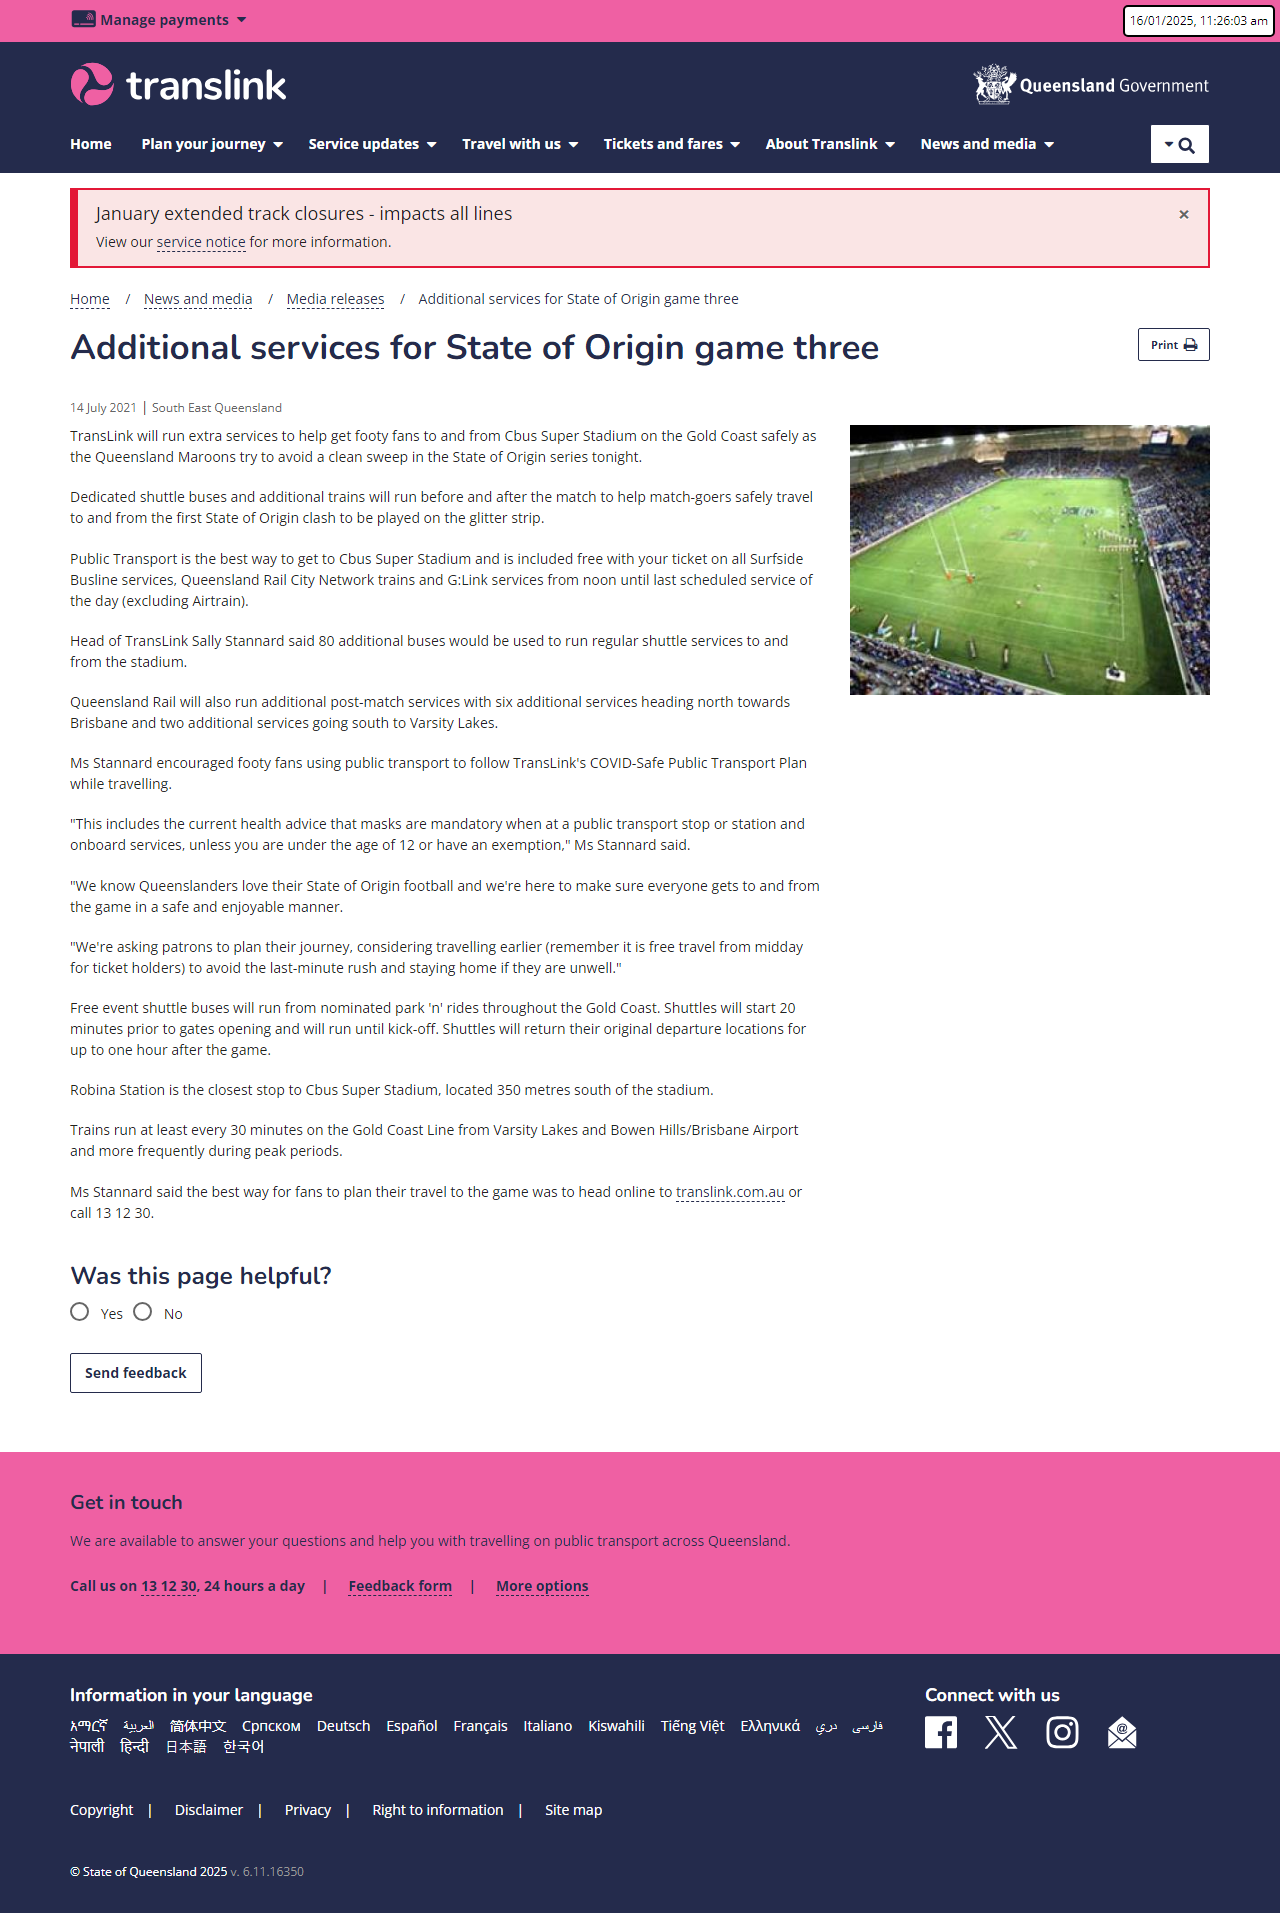 Manage payments
16/01/2025, 11:26:03 am
translink
Queensland Government
Home Plan your journey Service updates Travel with us Tickets and fares About Translink News and media
January extended track closures - impacts all lines
×
View our service notice for more information.
Home / News and media / Media releases / Additional services for State of Origin game three
Additional services for State of Origin game three
Print
14 July 2021 | South East Queensland
TransLink will run extra services to help get footy fans to and from Cbus Super Stadium on the Gold Coast safely as
the Queensland Maroons try to avoid a clean sweep in the State of Origin series tonight.
Dedicated shuttle buses and additional trains will run before and after the match to help match-goers safely travel
to and from the first State of Origin clash to be played on the glitter strip.
Public Transport is the best way to get to Cbus Super Stadium and is included free with your ticket on all Surfside
Busline services, Queensland Rail City Network trains and G:Link services from noon until last scheduled service of
the day (excluding Airtrain).
Head of TransLink Sally Stannard said 80 additional buses would be used to run regular shuttle services to and
from the stadium.
Queensland Rail will also run additional post-match services with six additional services heading north towards
Brisbane and two additional services going south to Varsity Lakes.
Ms Stannard encouraged footy fans using public transport to follow TransLink's COVID-Safe Public Transport Plan
while travelling.
"This includes the current health advice that masks are mandatory when at a public transport stop or station and
onboard services, unless you are under the age of 12 or have an exemption," Ms Stannard said.
"We know Queenslanders love their State of Origin football and we're here to make sure everyone gets to and from
the game in a safe and enjoyable manner.
"We're asking patrons to plan their journey, considering travelling earlier (remember it is free travel from midday
for ticket holders) to avoid the last-minute rush and staying home if they are unwell."
Free event shuttle buses will run from nominated park 'n' rides throughout the Gold Coast. Shuttles will start 20
minutes prior to gates opening and will run until kick-off. Shuttles will return their original departure locations for
up to one hour after the game.
Robina Station is the closest stop to Cbus Super Stadium, located 350 metres south of the stadium.
Trains run at least every 30 minutes on the Gold Coast Line from Varsity Lakes and Bowen Hills/Brisbane Airport
and more frequently during peak periods.
Ms Stannard said the best way for fans to plan their travel to the game was to head online to translink.com.au or
call 13 12 30.
Was this page helpful?
Yes No
Send feedback
Get in touch
We are available to answer your questions and help you with travelling on public transport across Queensland.
Call us on 13 12 30, 24 hours a day | Feedback form | More options
Information in your language
አማርኛ العربية 简体中文 Српском Deutsch Español Français Italiano Kiswahili Tiếng Việt Ελληνικά دری فارسی
नेपाली हिन्दी 日本語 한국어
Connect with us
Copyright | Disclaimer | Privacy | Right to information | Site map
© State of Queensland 2025 v. 6.11.16350